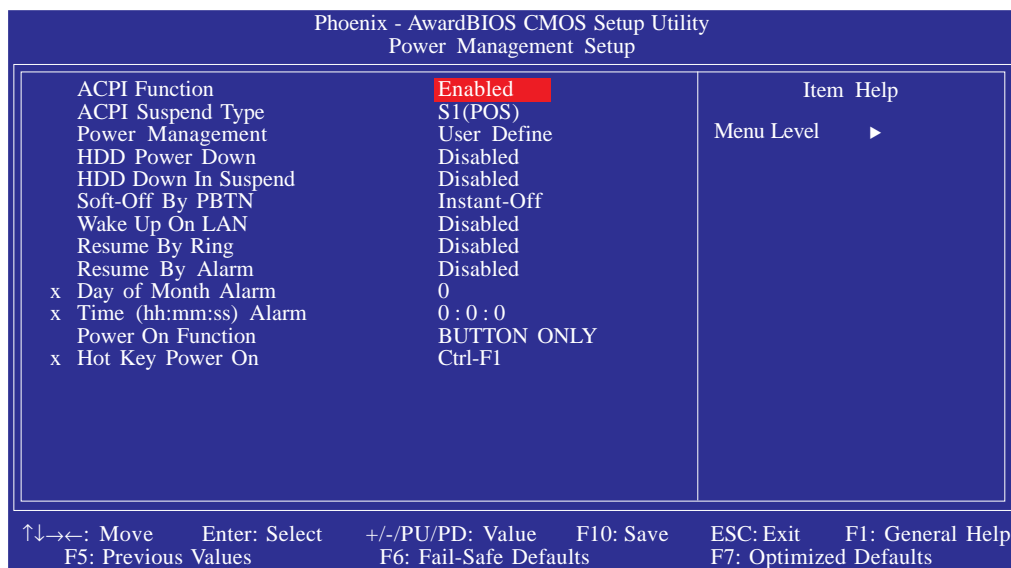 Phoenix - AwardBIOS CMOS Setup Utility
Power Management Setup
ACPI Function Enabled
ACPI Suspend Type S1(POS)
Power Management User Define
HDD Power Down Disabled
HDD Down In Suspend Disabled
Soft-Off By PBTN Instant-Off
Wake Up On LAN Disabled
Resume By Ring Disabled
Resume By Alarm Disabled
x Day of Month Alarm 0
x Time (hh:mm:ss) Alarm 0 : 0 : 0
Power On Function BUTTON ONLY
x Hot Key Power On Ctrl-F1
Item Help
Menu Level ▶
↑↓→←: Move Enter: Select +/-/PU/PD: Value F10: Save ESC: Exit F1: General Help
F5: Previous Values F6: Fail-Safe Defaults F7: Optimized Defaults